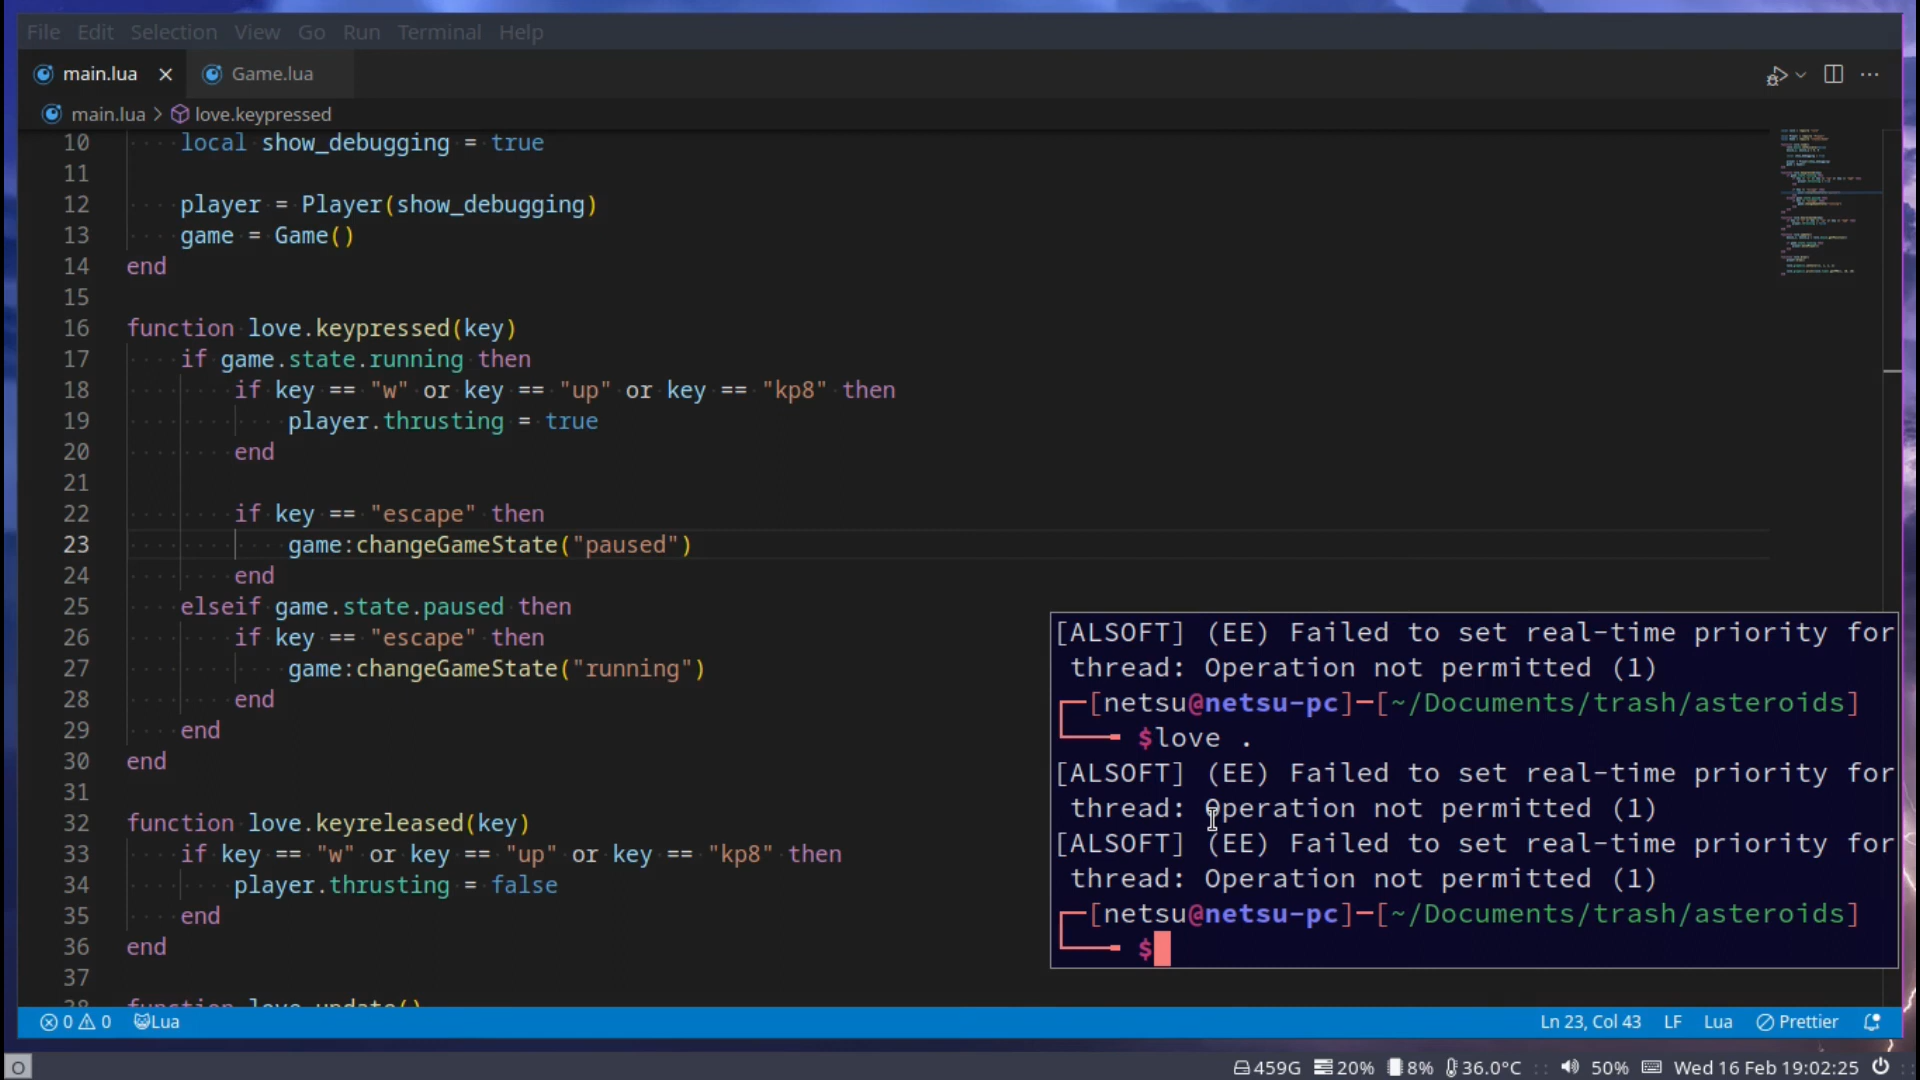 File Edit Selection View Go Run Terminal Help
main.lua Game.lua
main.lua > love.keypressed
10 local show_debugging = true
11
12 player = Player(show_debugging)
13 game = Game()
14 end
15
16 function love.keypressed(key)
17 if game.state.running then
18 if key == "w" or key == "up" or key == "kp8" then
19 player.thrusting = true
20 end
21
22 if key == "escape" then
23 game:changeGameState("paused")
24 end
25 elseif game.state.paused then
26 if key == "escape" then
27 game:changeGameState("running")
28 end
29 end
30 end
31
32 function love.keyreleased(key)
33 if key == "w" or key == "up" or key == "kp8" then
34 player.thrusting = false
35 end
36 end
37
38 function love.update()
[ALSOFT] (EE) Failed to set real-time priority for
thread: Operation not permitted (1)
[netsu@netsu-pc]-[~/Documents/trash/asteroids]
$love .
[ALSOFT] (EE) Failed to set real-time priority for
thread: Operation not permitted (1)
[ALSOFT] (EE) Failed to set real-time priority for
thread: Operation not permitted (1)
[netsu@netsu-pc]-[~/Documents/trash/asteroids]
$
0 0 Lua Ln 23, Col 43 LF Lua Prettier
459G 20% 8% 36.0°C :: 50% Wed 16 Feb 19:02:25